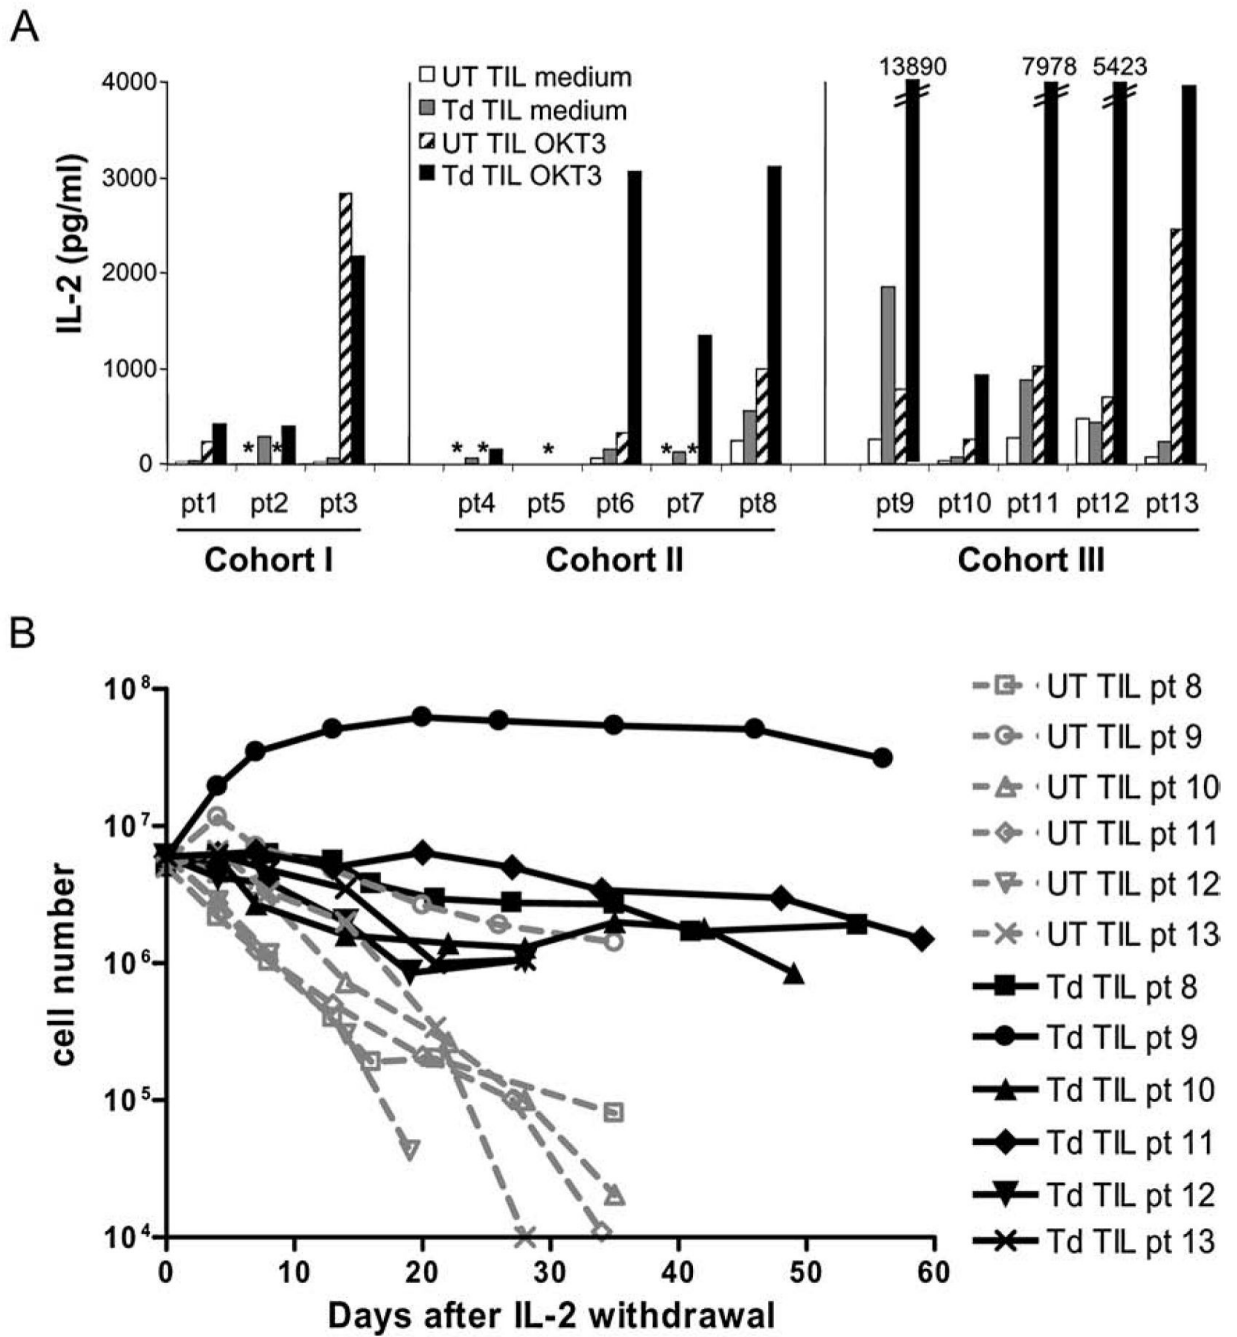 A
13890 7978 5423
UT TIL medium
Td TIL medium
UT TIL OKT3
Td TIL OKT3
IL-2 (pg/ml)
4000
3000
2000
1000
0
* * * * * * *
pt1 pt2 pt3 pt4 pt5 pt6 pt7 pt8 pt9 pt10 pt11 pt12 pt13
Cohort I Cohort II Cohort III
B
cell number
10⁸
10⁷
10⁶
10⁵
10⁴
0 10 20 30 40 50 60
Days after IL-2 withdrawal
UT TIL pt 8
UT TIL pt 9
UT TIL pt 10
UT TIL pt 11
UT TIL pt 12
UT TIL pt 13
Td TIL pt 8
Td TIL pt 9
Td TIL pt 10
Td TIL pt 11
Td TIL pt 12
Td TIL pt 13